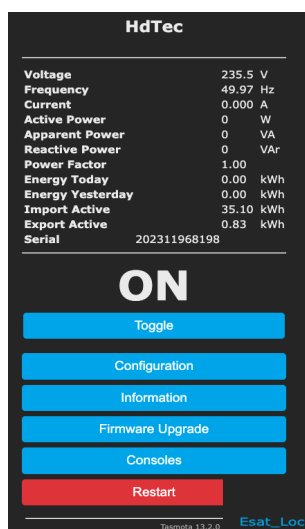 HdTec
Voltage 235.5 V
Frequency 49.97 Hz
Current 0.000 A
Active Power 0 W
Apparent Power 0 VA
Reactive Power 0 VAr
Power Factor 1.00
Energy Today 0.00 kWh
Energy Yesterday 0.00 kWh
Import Active 35.10 kWh
Export Active 0.83 kWh
Serial 202311968198
ON
Toggle
Configuration
Information
Firmware Upgrade
Consoles
Restart
Tasmota 13.2.0 Esat_Loc